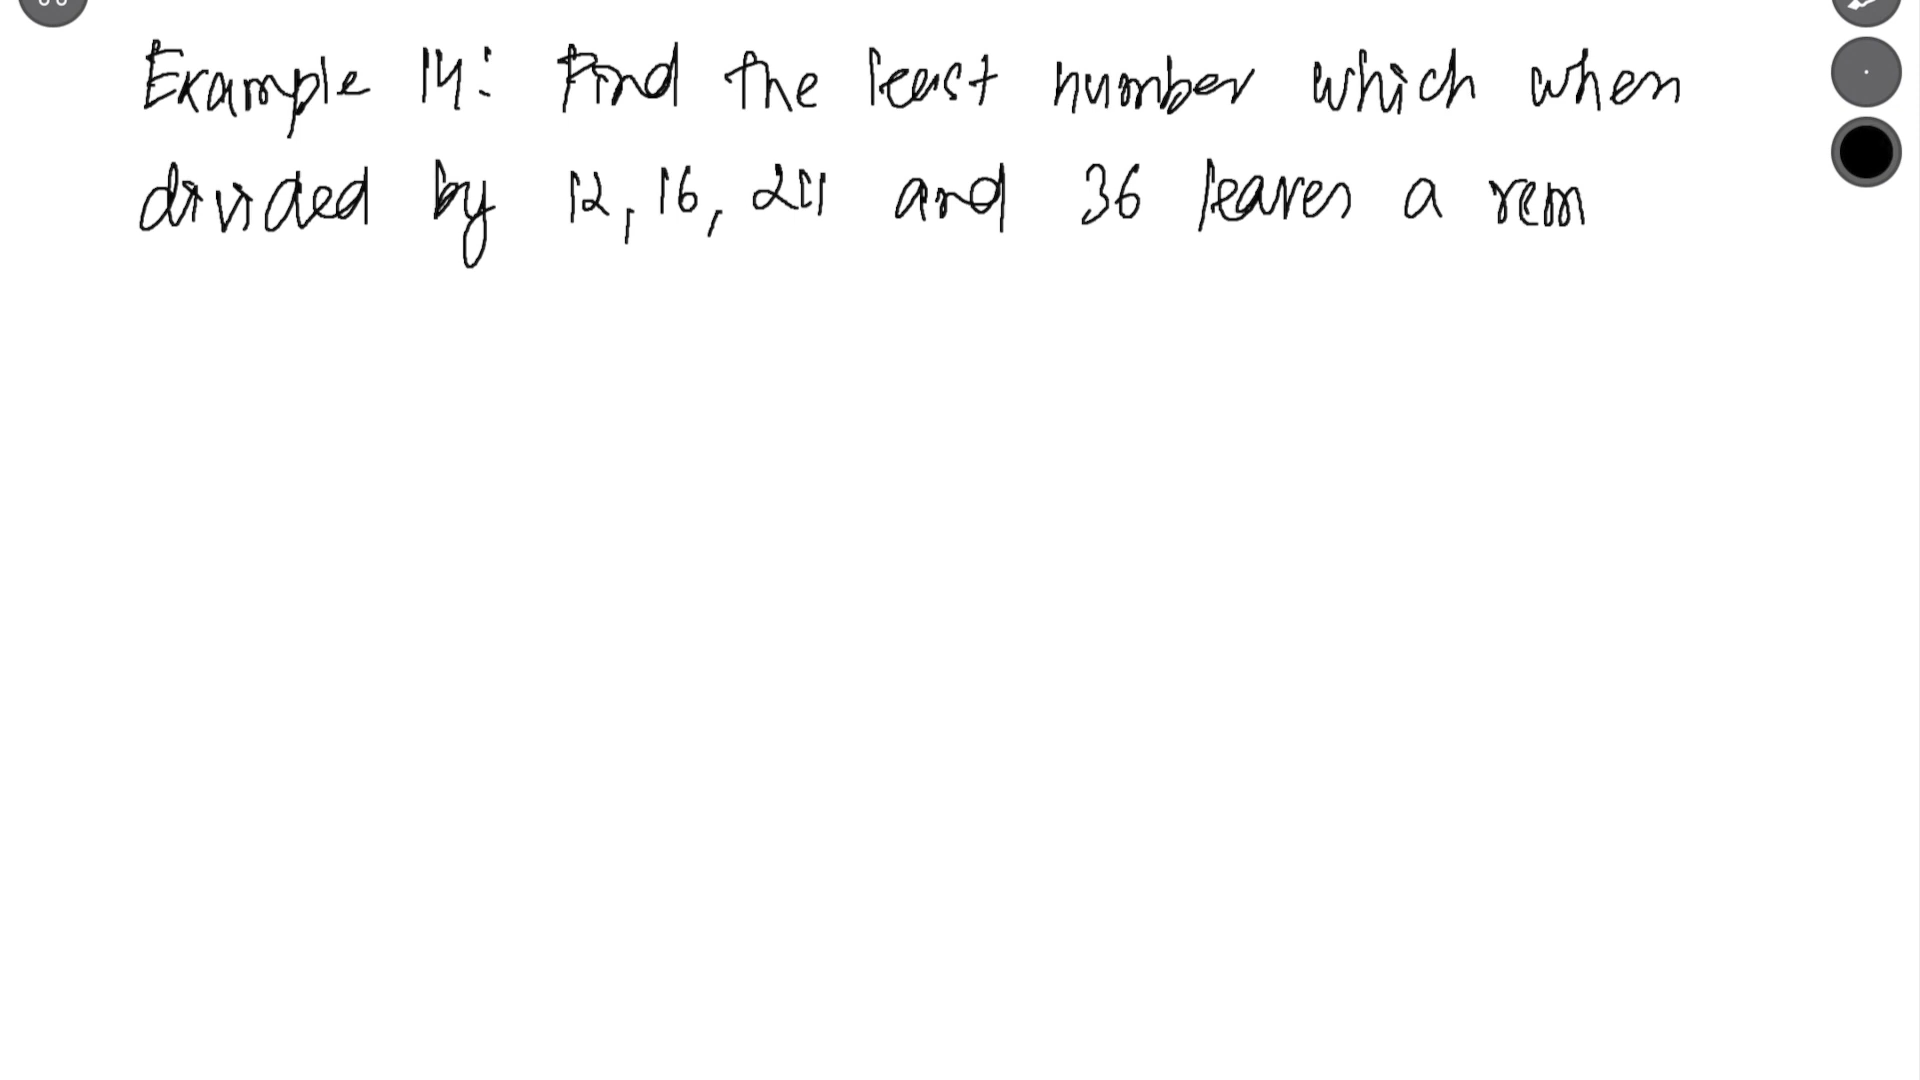 Example 14: Find the least number which when
divided by 12, 16, 24 and 36 leaves a rem